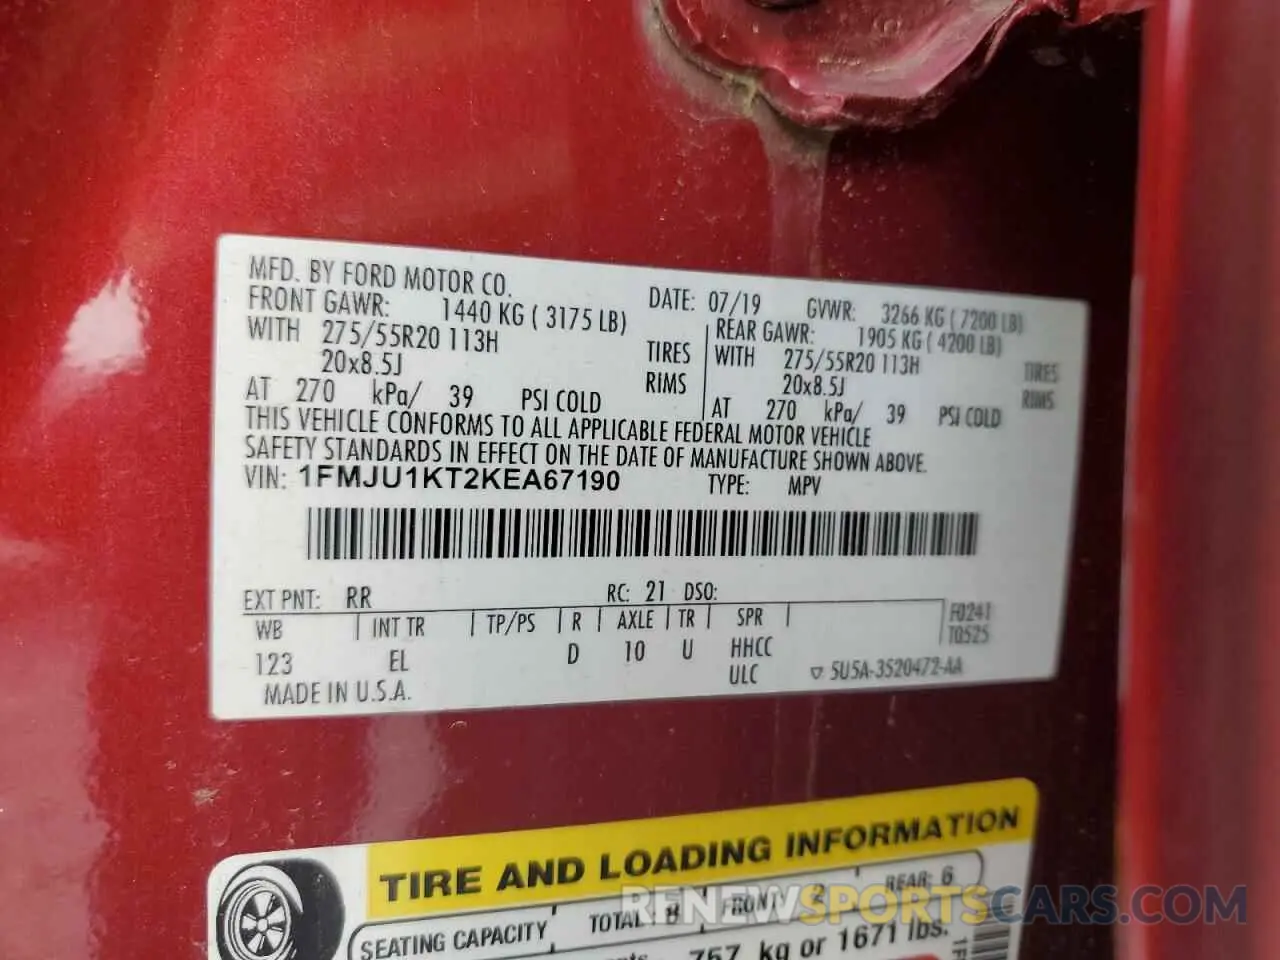 MFD. BY FORD MOTOR CO.
DATE: 07/19 GVWR: 3266 KG ( 7200 LB)
FRONT GAWR: 1440 KG ( 3175 LB)
WITH 275/55R20 113H TIRES
20x8.5J RIMS
AT 270 kPa/ 39 PSI COLD
REAR GAWR: 1905 KG ( 4200 LB)
WITH 275/55R20 113H TIRES
20x8.5J RIMS
AT 270 kPa/ 39 PSI COLD
THIS VEHICLE CONFORMS TO ALL APPLICABLE FEDERAL MOTOR VEHICLE
SAFETY STANDARDS IN EFFECT ON THE DATE OF MANUFACTURE SHOWN ABOVE.
VIN: 1FMJU1KT2KEA67190 TYPE: MPV
EXT PNT: RR RC: 21 DSO:
WB INT TR TP/PS R AXLE TR SPR F0241
T0525
123 EL D 10 U HHCC
ULC ▽ 5U5A-3520472-AA
MADE IN U.S.A.
TIRE AND LOADING INFORMATION
SEATING CAPACITY TOTAL: 8 FRONT: 2 REAR: 6
757 kg or 1671 lbs.
RENEWSPORTSCARS.COM